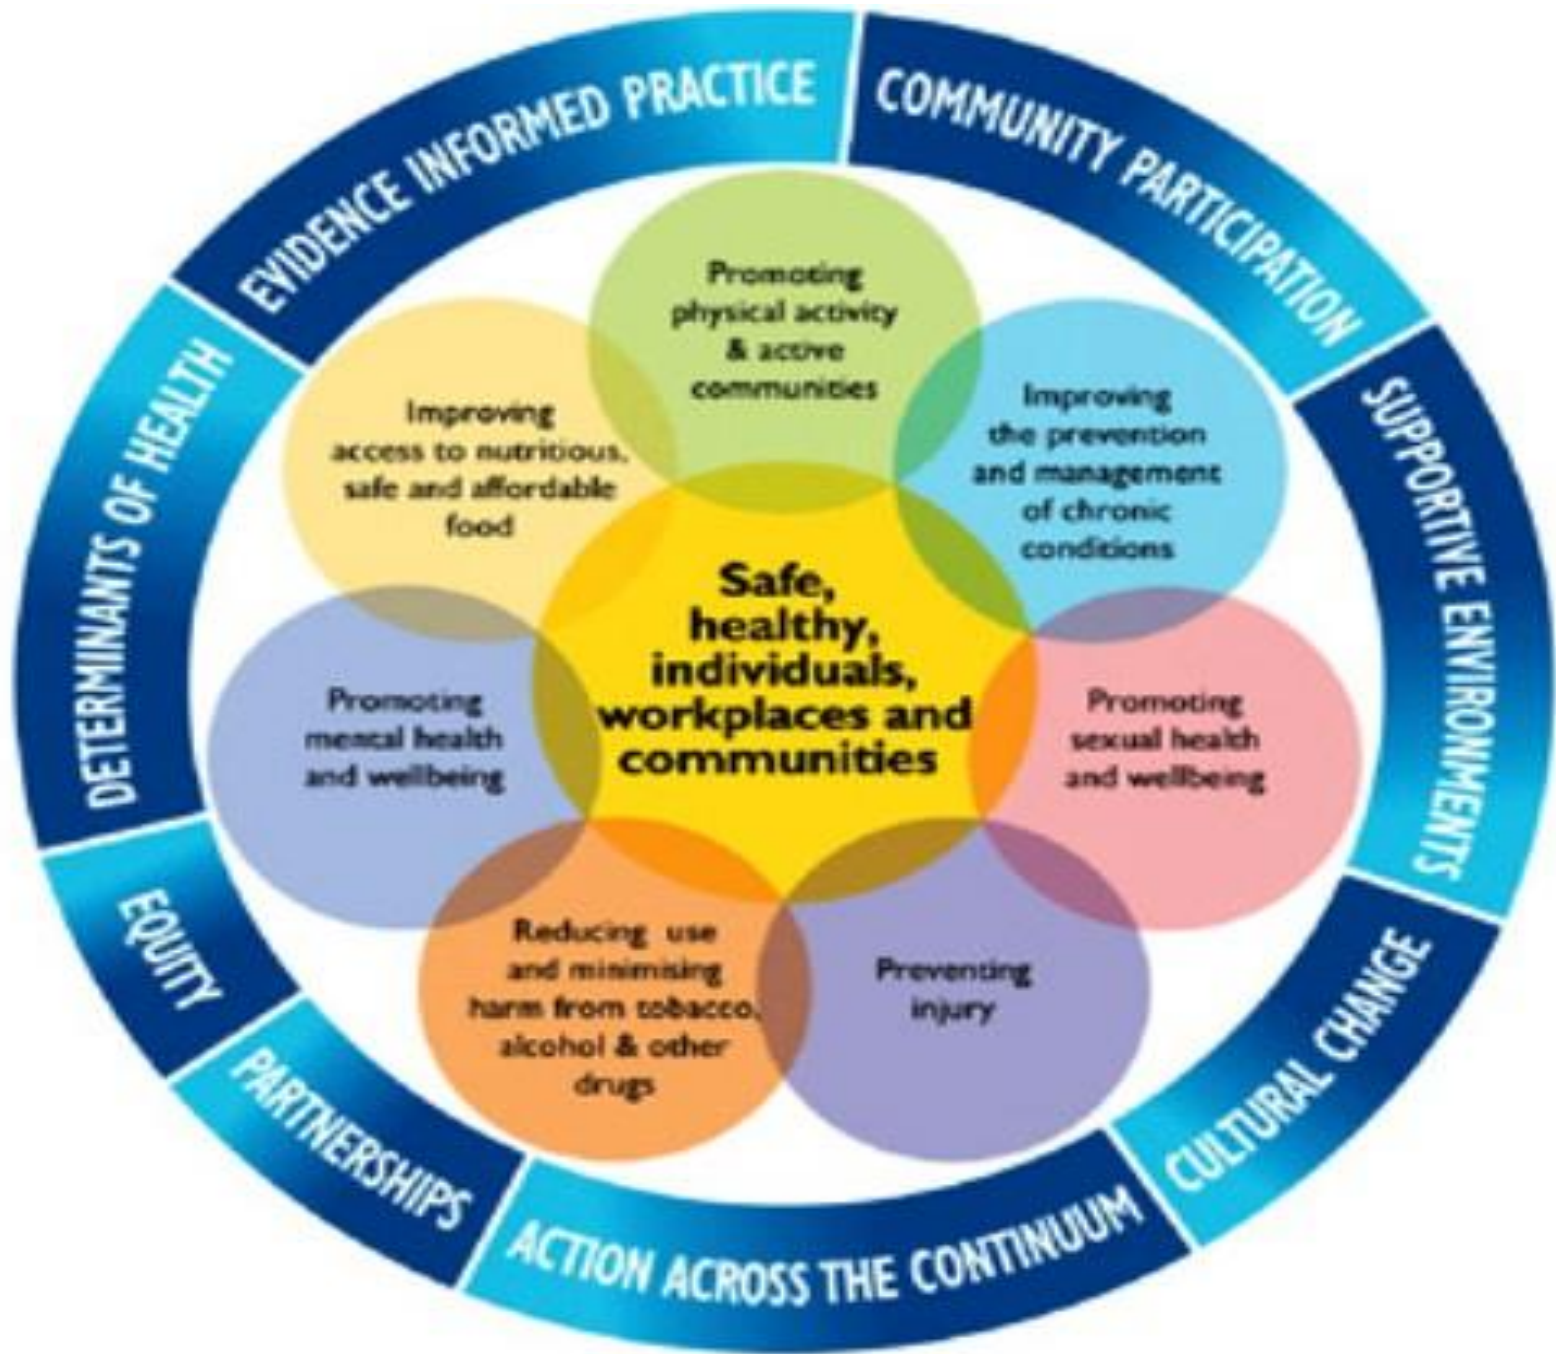 EVIDENCE INFORMED PRACTICE
COMMUNITY PARTICIPATION
SUPPORTIVE ENVIRONMENTS
CULTURAL CHANGE
ACTION ACROSS THE CONTINUUM
PARTNERSHIPS
EQUITY
DETERMINANTS OF HEALTH
Promoting
physical activity
& active
communities
Improving
the prevention
and management
of chronic
conditions
Promoting
sexual health
and wellbeing
Preventing
injury
Reducing use
and minimising
harm from tobacco,
alcohol & other
drugs
Promoting
mental health
and wellbeing
Improving
access to nutritious,
safe and affordable
food
Safe,
healthy,
individuals,
workplaces and
communities